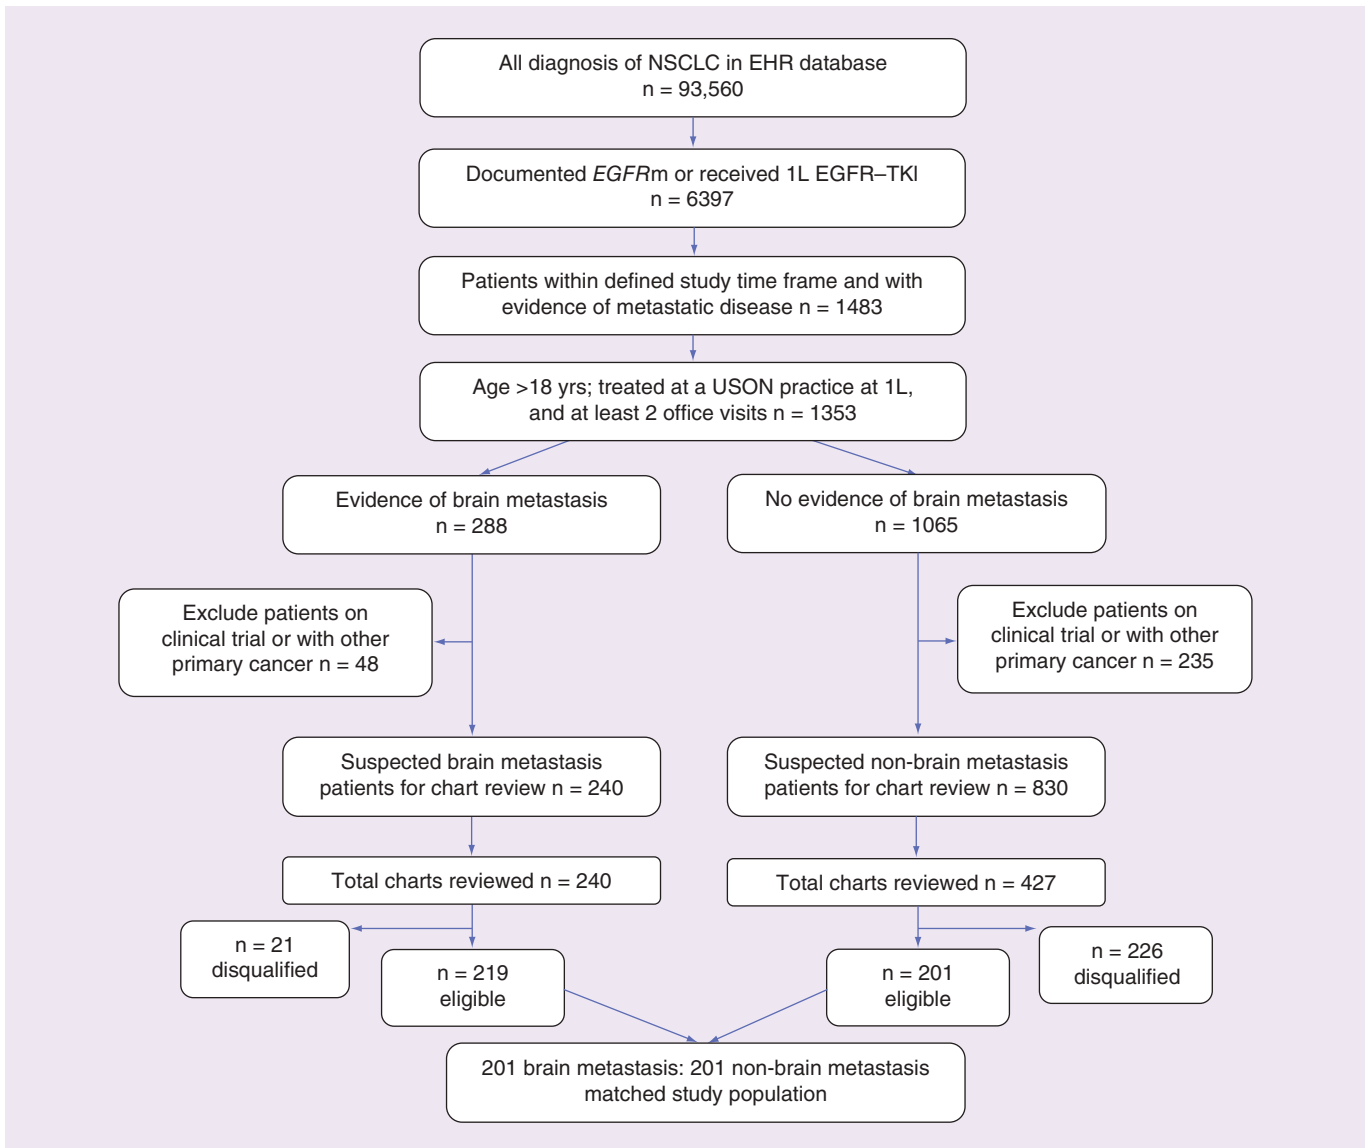 All diagnosis of NSCLC in EHR database
n = 93,560
Documented EGFRm or received 1L EGFR–TKI
n = 6397
Patients within defined study time frame and with
evidence of metastatic disease n = 1483
Age >18 yrs; treated at a USON practice at 1L,
and at least 2 office visits n = 1353
Evidence of brain metastasis
n = 288
No evidence of brain metastasis
n = 1065
Exclude patients on
clinical trial or with other
primary cancer n = 48
Exclude patients on
clinical trial or with other
primary cancer n = 235
Suspected brain metastasis
patients for chart review n = 240
Suspected non-brain metastasis
patients for chart review n = 830
Total charts reviewed n = 240
Total charts reviewed n = 427
n = 21
disqualified
n = 219
eligible
n = 201
eligible
n = 226
disqualified
201 brain metastasis: 201 non-brain metastasis
matched study population